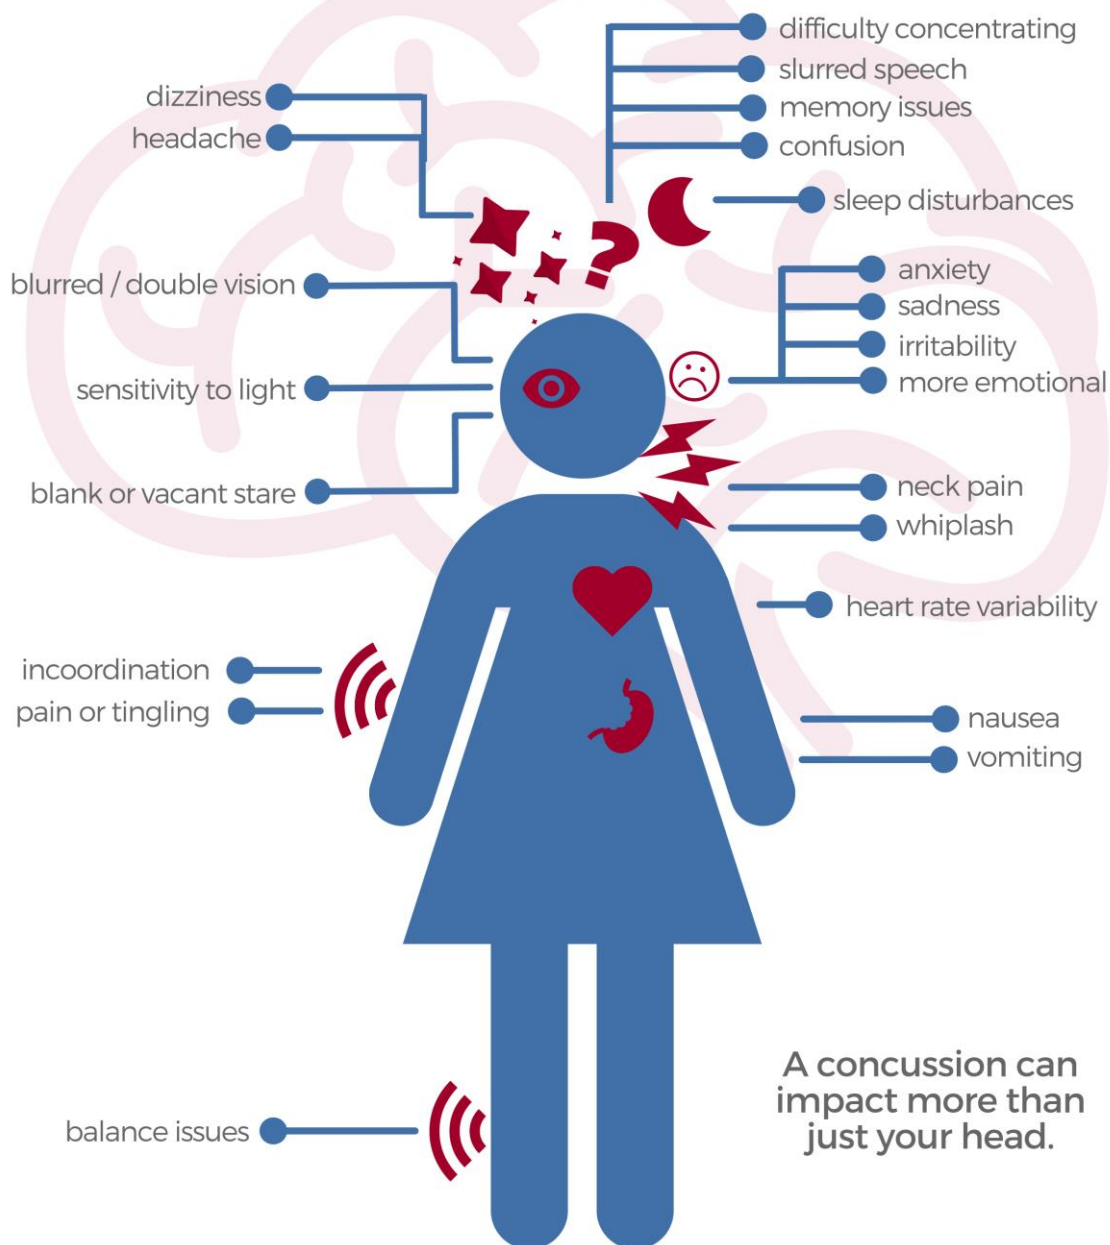 difficulty concentrating
slurred speech
memory issues
confusion
dizziness
headache
sleep disturbances
blurred / double vision
sensitivity to light
blank or vacant stare
anxiety
sadness
irritability
more emotional
neck pain
whiplash
heart rate variability
incoordination
pain or tingling
nausea
vomiting
balance issues
A concussion can
impact more than
just your head.